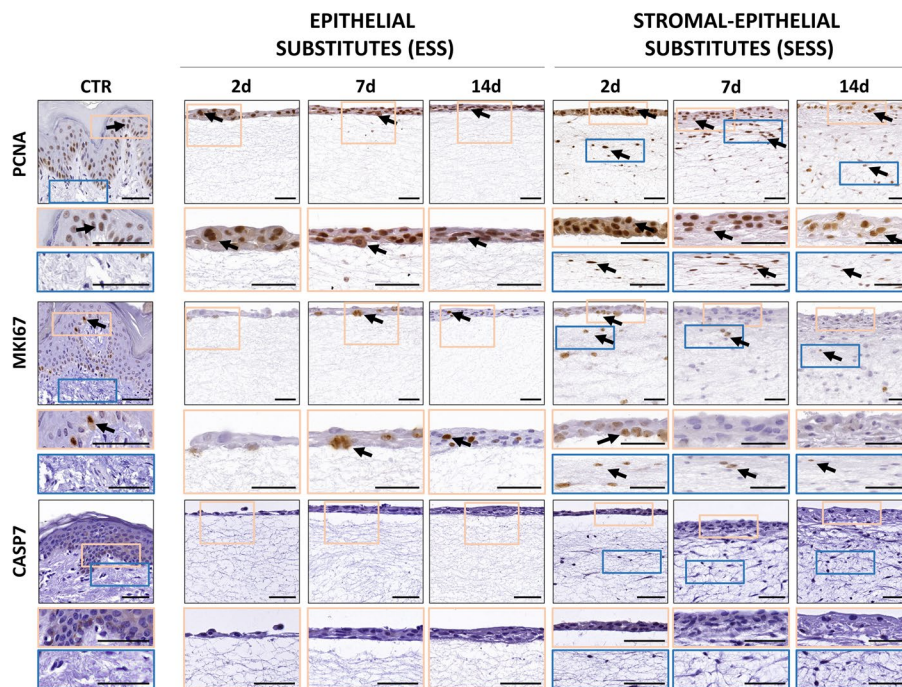 EPITHELIAL
SUBSTITUTES (ESS)
STROMAL-EPITHELIAL
SUBSTITUTES (SESS)
CTR 2d 7d 14d 2d 7d 14d
PCNA
MKI67
CASP7